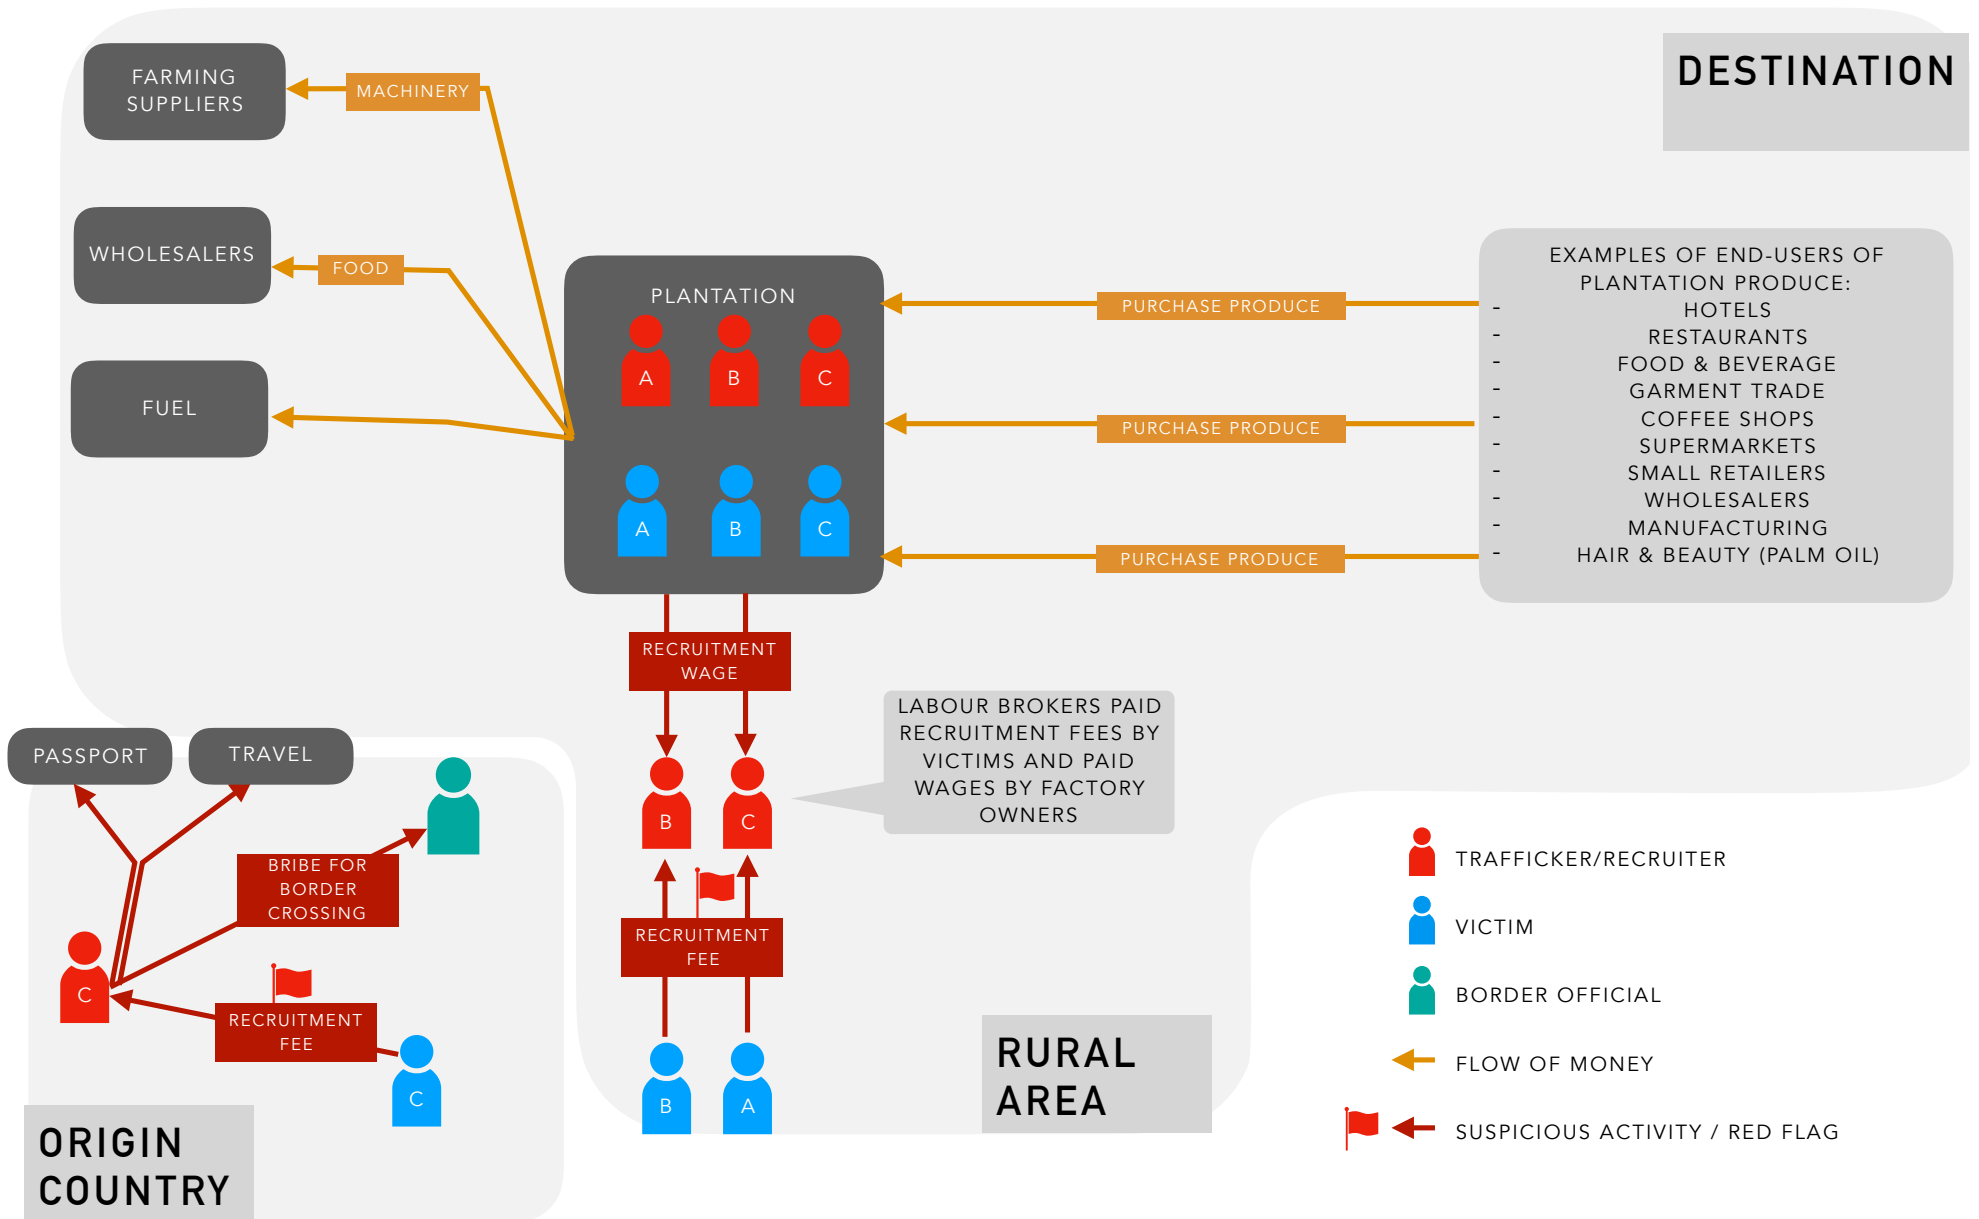 DESTINATION
FARMING
SUPPLIERS
MACHINERY
WHOLESALERS
FOOD
FUEL
PLANTATION
A
B
C
A
B
C
PURCHASE PRODUCE
PURCHASE PRODUCE
PURCHASE PRODUCE
EXAMPLES OF END-USERS OF
PLANTATION PRODUCE:
- HOTELS
- RESTAURANTS
- FOOD & BEVERAGE
- GARMENT TRADE
- COFFEE SHOPS
- SUPERMARKETS
- SMALL RETAILERS
- WHOLESALERS
- MANUFACTURING
- HAIR & BEAUTY (PALM OIL)
RECRUITMENT
WAGE
B
C
LABOUR BROKERS PAID
RECRUITMENT FEES BY
VICTIMS AND PAID
WAGES BY FACTORY
OWNERS
RECRUITMENT
FEE
B
A
RURAL
AREA
PASSPORT
TRAVEL
BRIBE FOR
BORDER
CROSSING
C
RECRUITMENT
FEE
C
ORIGIN
COUNTRY
TRAFFICKER/RECRUITER
VICTIM
BORDER OFFICIAL
FLOW OF MONEY
SUSPICIOUS ACTIVITY / RED FLAG